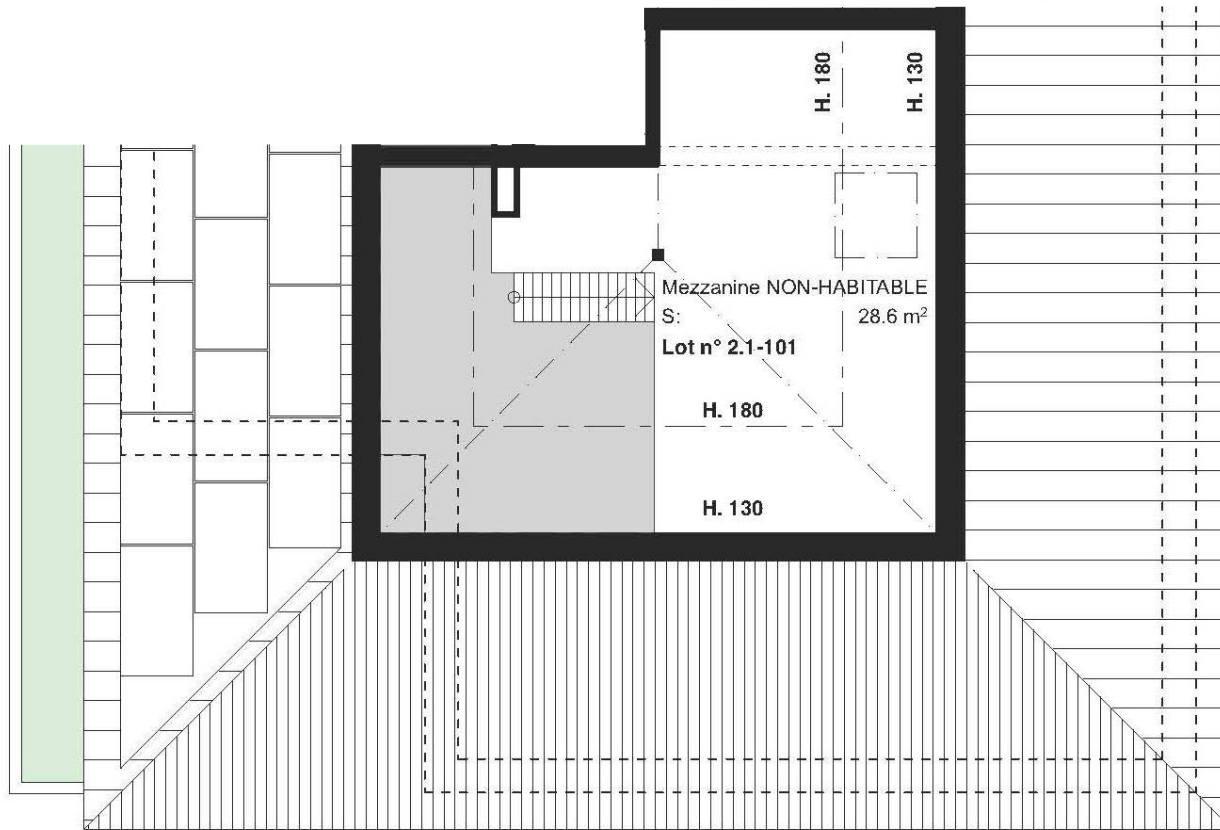 H. 180
H. 130
Mezzanine NON-HABITABLE
S: 28.6 m²
Lot n° 2.1-101
H. 180
H. 130